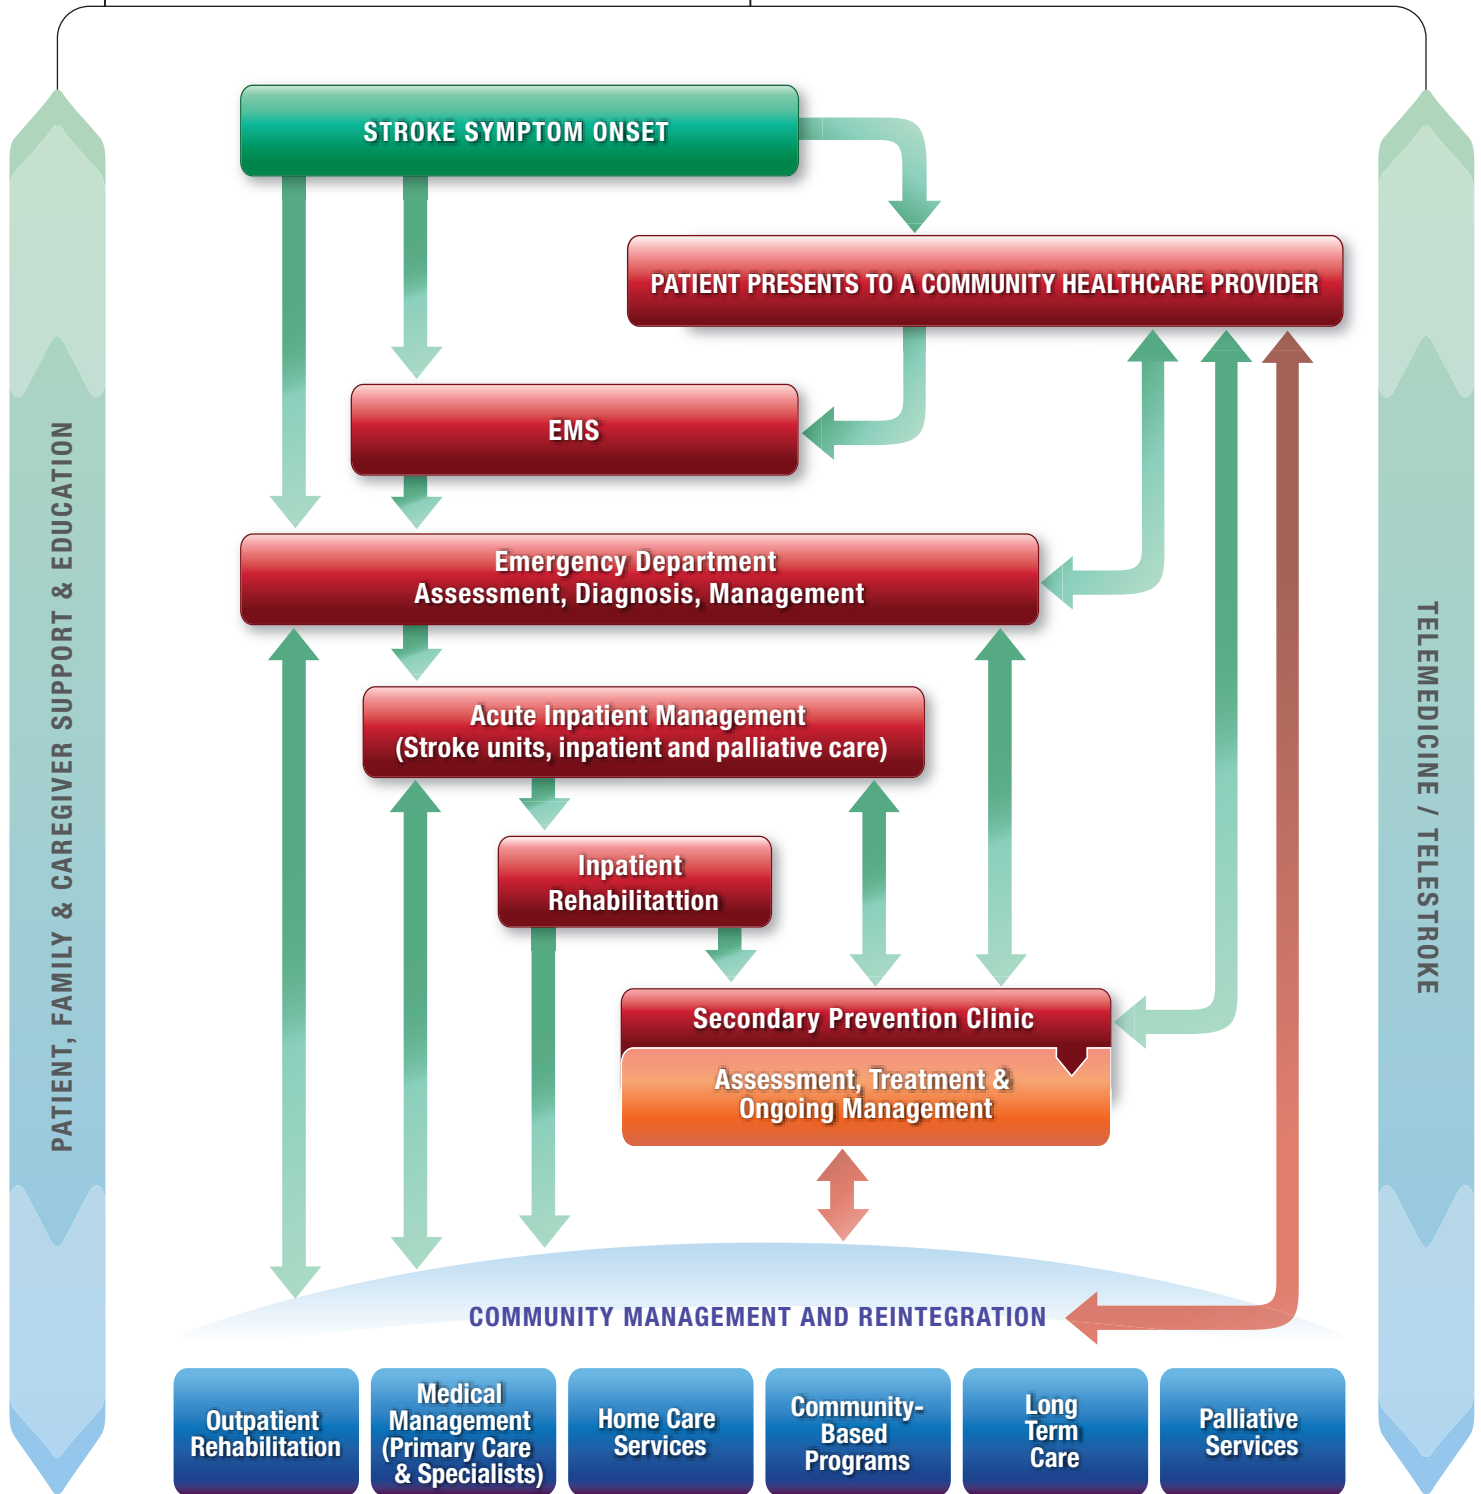 STROKE SYMPTOM ONSET
PATIENT PRESENTS TO A COMMUNITY HEALTHCARE PROVIDER
EMS
Emergency Department
Assessment, Diagnosis, Management
Acute Inpatient Management
(Stroke units, inpatient and palliative care)
Inpatient
Rehabilitattion
Secondary Prevention Clinic
Assessment, Treatment &
Ongoing Management
COMMUNITY MANAGEMENT AND REINTEGRATION
Outpatient
Rehabilitation
Medical
Management
(Primary Care
& Specialists)
Home Care
Services
Community-
Based
Programs
Long
Term
Care
Palliative
Services
PATIENT, FAMILY & CAREGIVER SUPPORT & EDUCATION
TELEMEDICINE / TELESTROKE